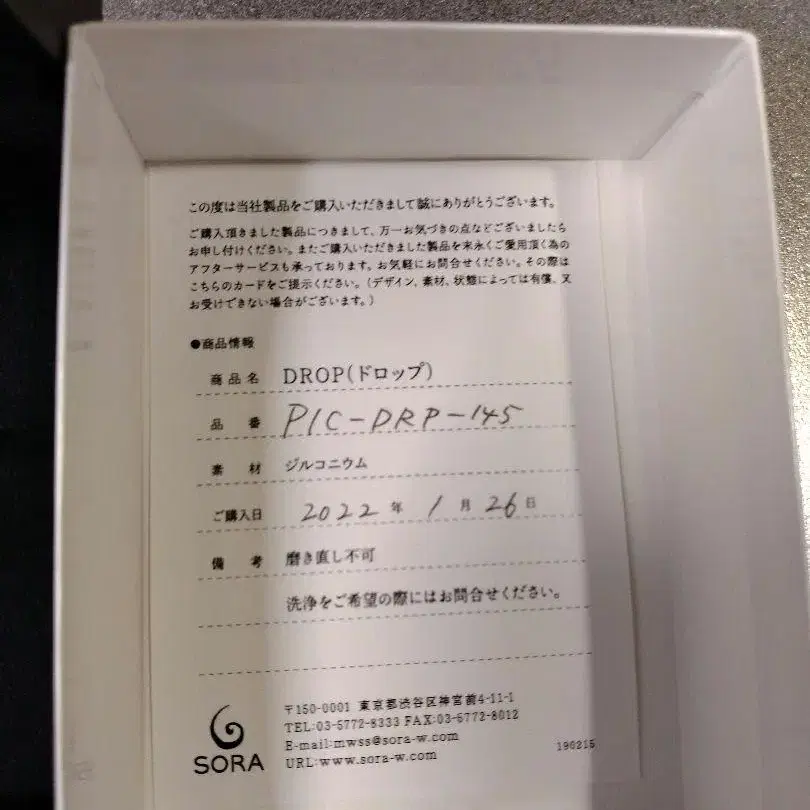 この度は当社製品をご購入いただきまして誠にありがとうございます。
ご購入頂きました製品につきまして、万一お気づきの点などございましたら
お申し付けください。またご購入いただきました製品を末永くご愛用頂く為の
アフターサービスも承っております。お気軽にお問合せください。その際は
こちらのカードをご提示ください。(デザイン、素材、状態によっては有償、又
お受けできない場合がございます。)
●商品情報
商品名 DROP(ドロップ)
品番 PIC-DRP-145
素材 ジルコニウム
ご購入日 2022年 1月 26日
備考 磨き直し不可
洗浄をご希望の際にはお問合せください。
〒150-0001 東京都渋谷区神宮前4-11-1
TEL:03-5772-8333 FAX:03-5772-8012
E-mail:mwss@sora-w.com
URL:www.sora-w.com
190215
SORA